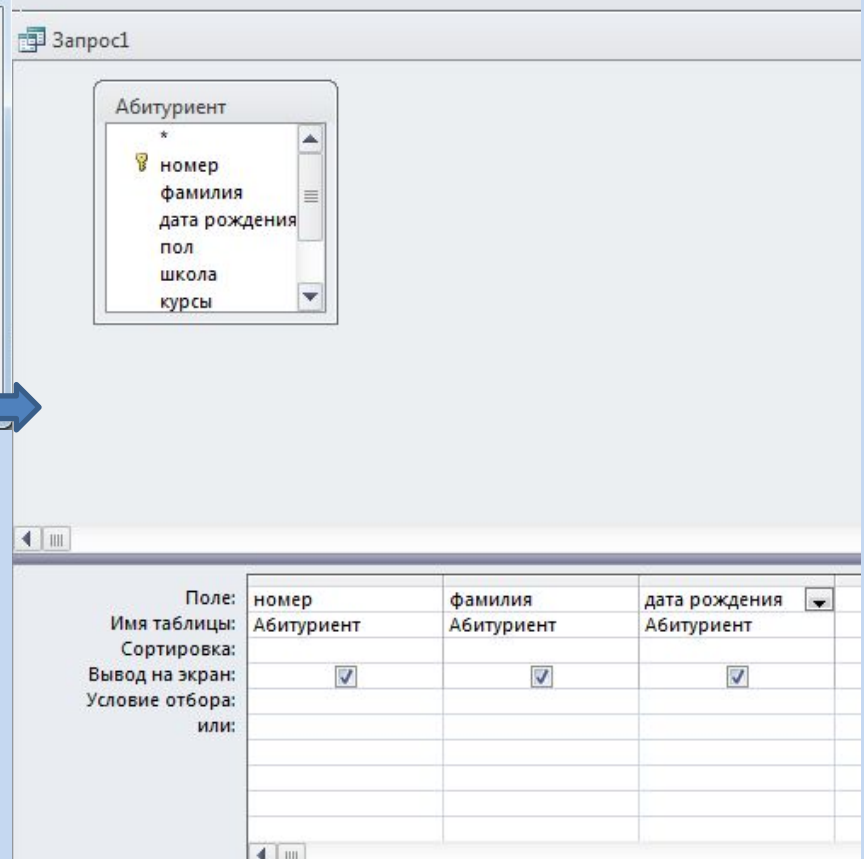 Запрос1
Абитуриент
*
номер
фамилия
дата рождения
пол
школа
курсы
Поле: номер фамилия дата рождения
Имя таблицы: Абитуриент Абитуриент Абитуриент
Сортировка:
Вывод на экран:
Условие отбора:
или: